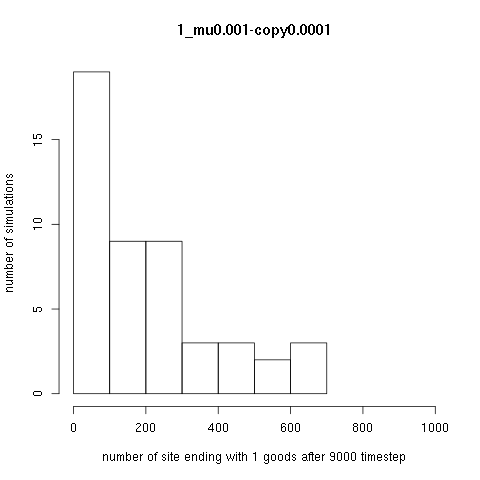 1_mu0.001-copy0.0001
number of simulations
15
10
5
0
0 200 400 600 800 1000
number of site ending with 1 goods after 9000 timestep